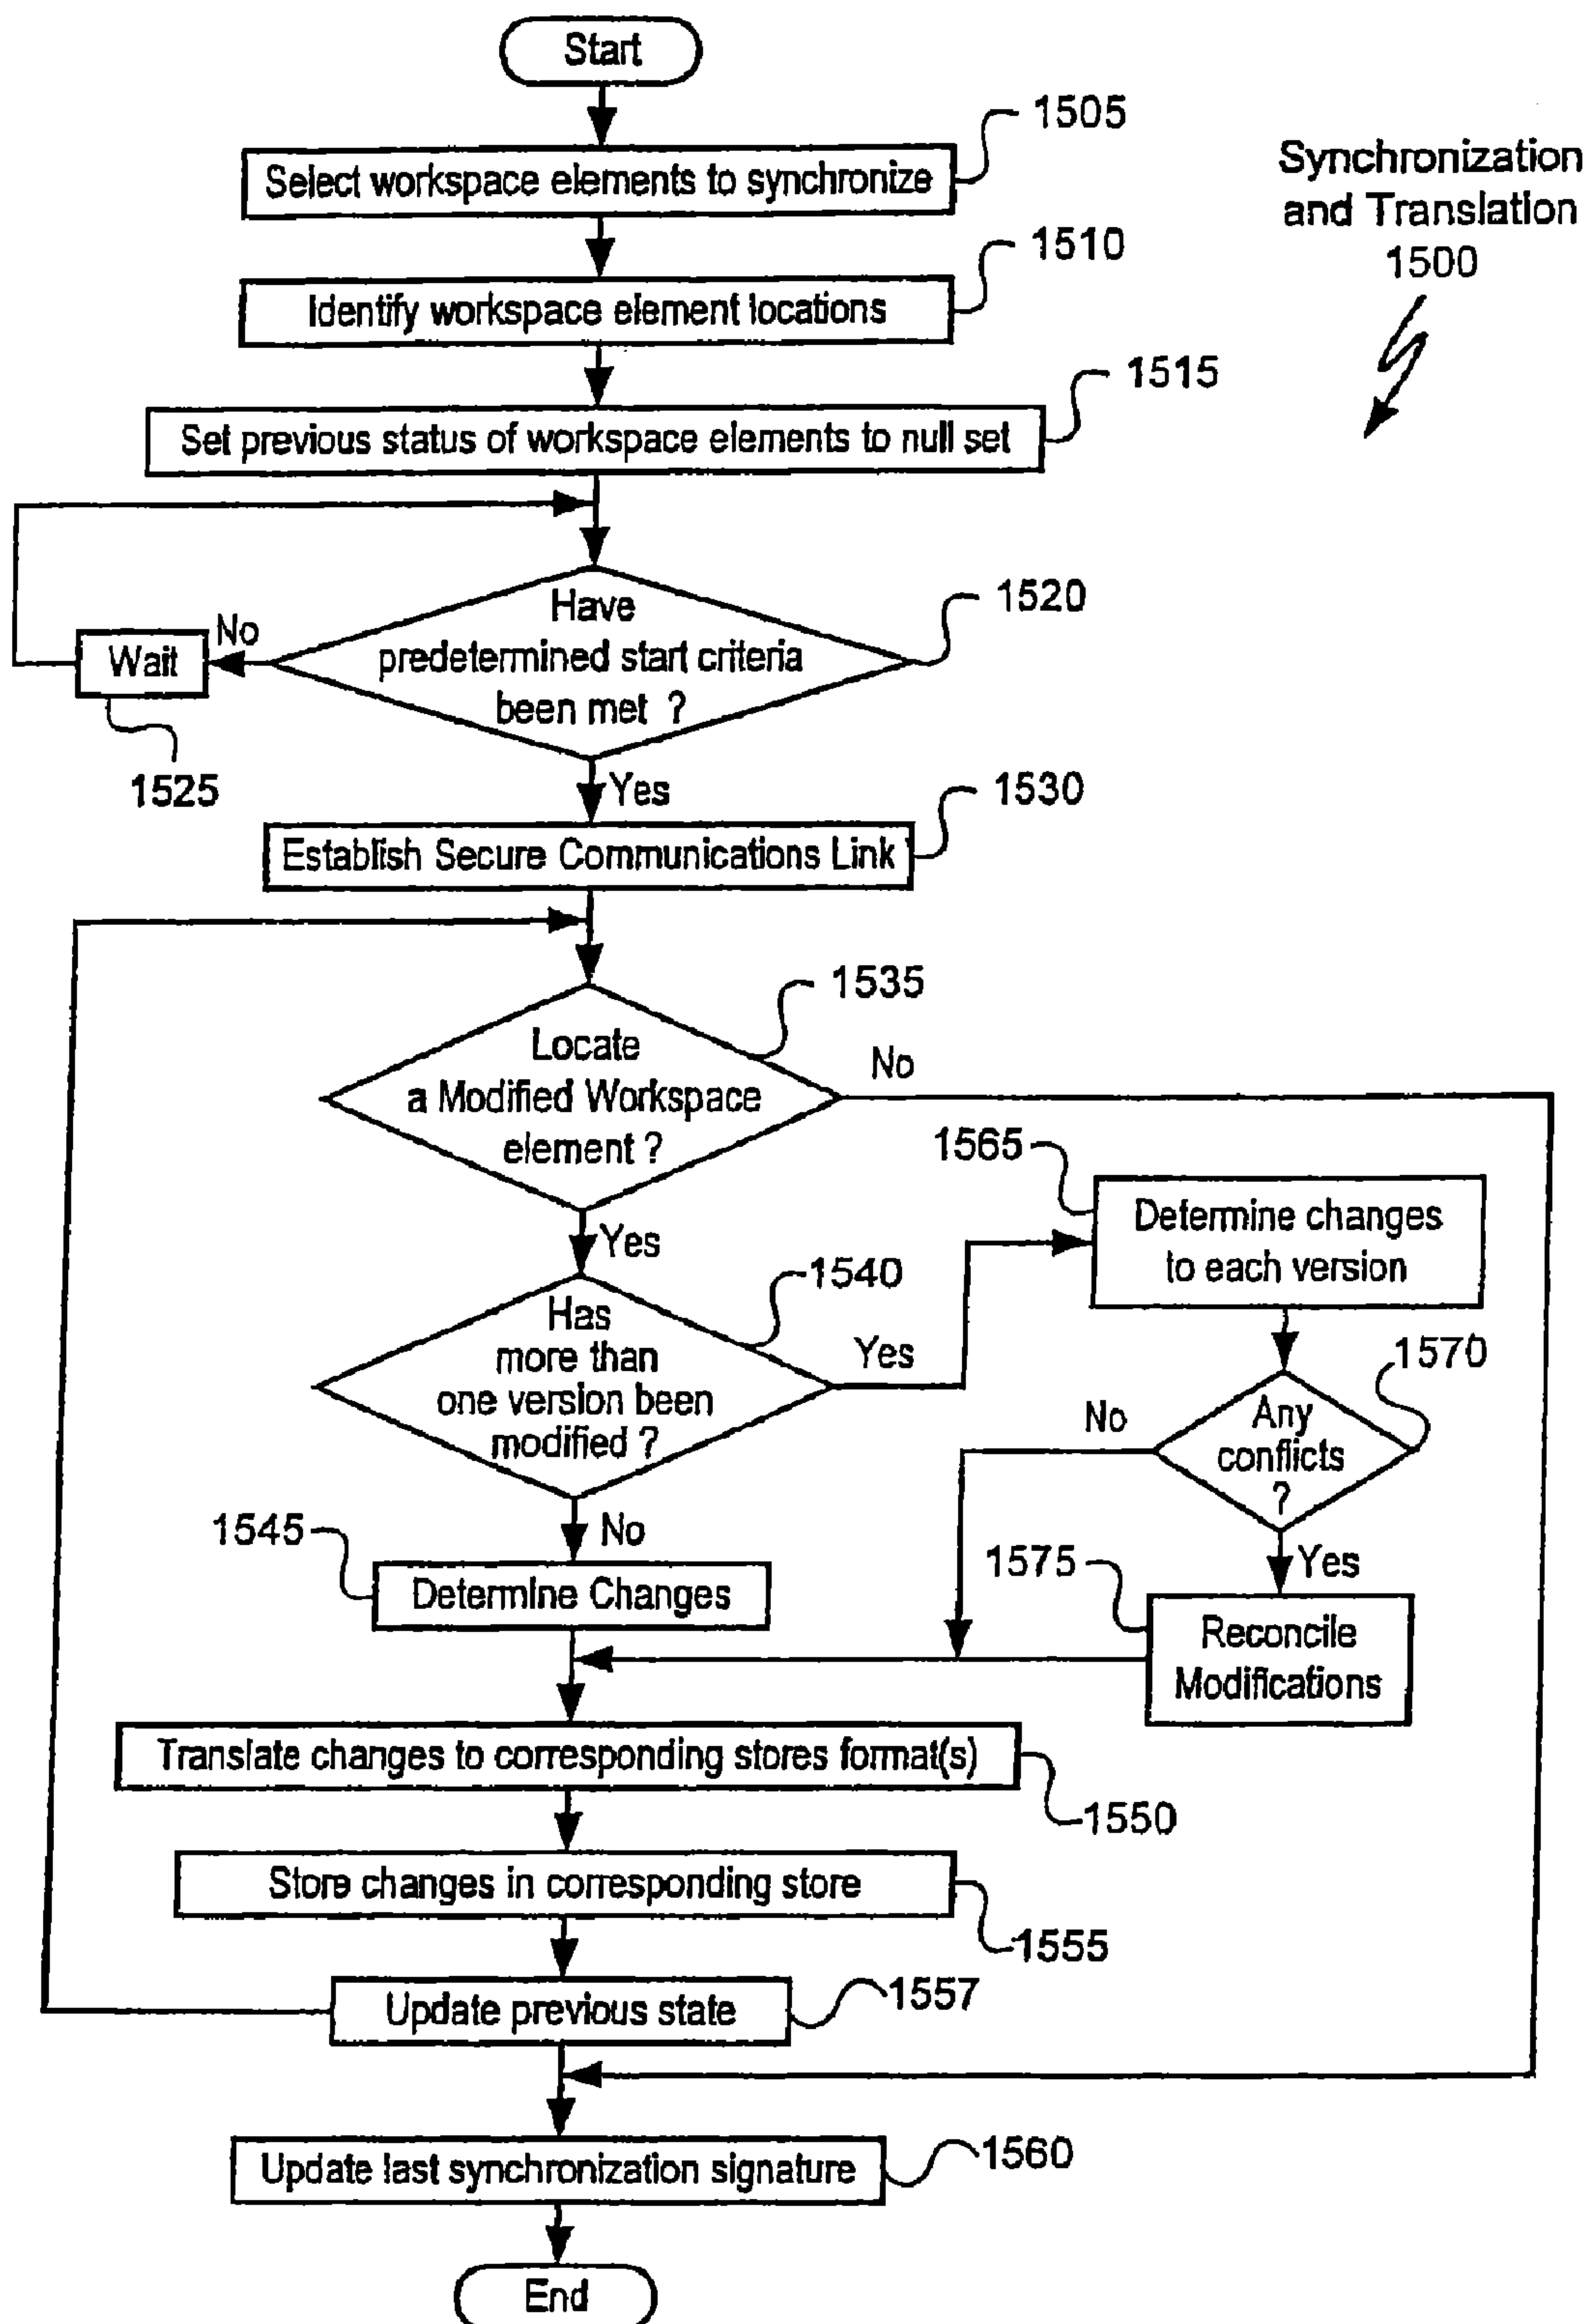 Start
1505
Select workspace elements to synchronize
Synchronization
and Translation
1500
1510
Identify workspace element locations
1515
Set previous status of workspace elements to null set
Have
predetermined start criteria
been met ?
1520
No
Wait
1525
Yes
1530
Establish Secure Communications Link
1535
Locate
a Modified Workspace
element ?
No
1565
Determine changes
to each version
Yes
1540
Has
more than
one version been
modified ?
Yes
1570
Any
conflicts
?
No
1545
No
Determine Changes
Yes
1575
Reconcile
Modifications
Translate changes to corresponding stores format(s)
1550
Store changes in corresponding store
1555
Update previous state
1557
Update last synchronization signature
1560
End